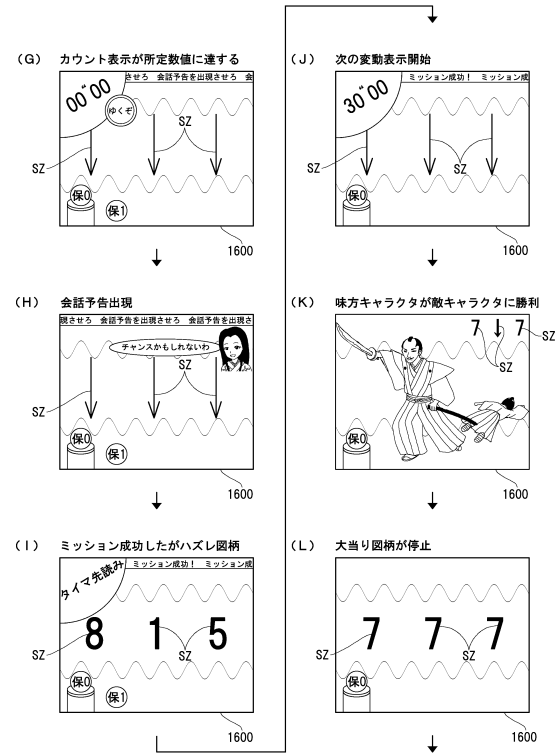 (G) カウント表示が所定数値に達する
00"00
させろ 会話予告を出現させろ 会
ゆくぞ
SZ
SZ
保0
保1
1600
(H) 会話予告出現
現させろ 会話予告を出現させろ 会話予告を出現さ
チャンスかもしれないわ
SZ
SZ
保0
保1
1600
(I) ミッション成功したがハズレ図柄
タイマ先読み
ミッション成功! ミッション成
8 1 5
SZ
SZ
保0
保1
1600
(J) 次の変動表示開始
30"00
ミッション成功! ミッション成
SZ
SZ
保0
1600
(K) 味方キャラクタが敵キャラクタに勝利
7 ↓ 7
SZ
SZ
保0
1600
(L) 大当り図柄が停止
7 7 7
SZ
SZ
保0
1600